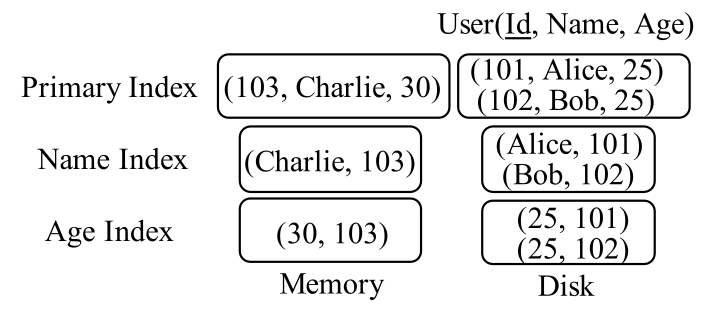 User(Id, Name, Age)
Primary Index (103, Charlie, 30) (101, Alice, 25)
(102, Bob, 25)
Name Index (Charlie, 103) (Alice, 101)
(Bob, 102)
Age Index (30, 103) (25, 101)
(25, 102)
Memory Disk